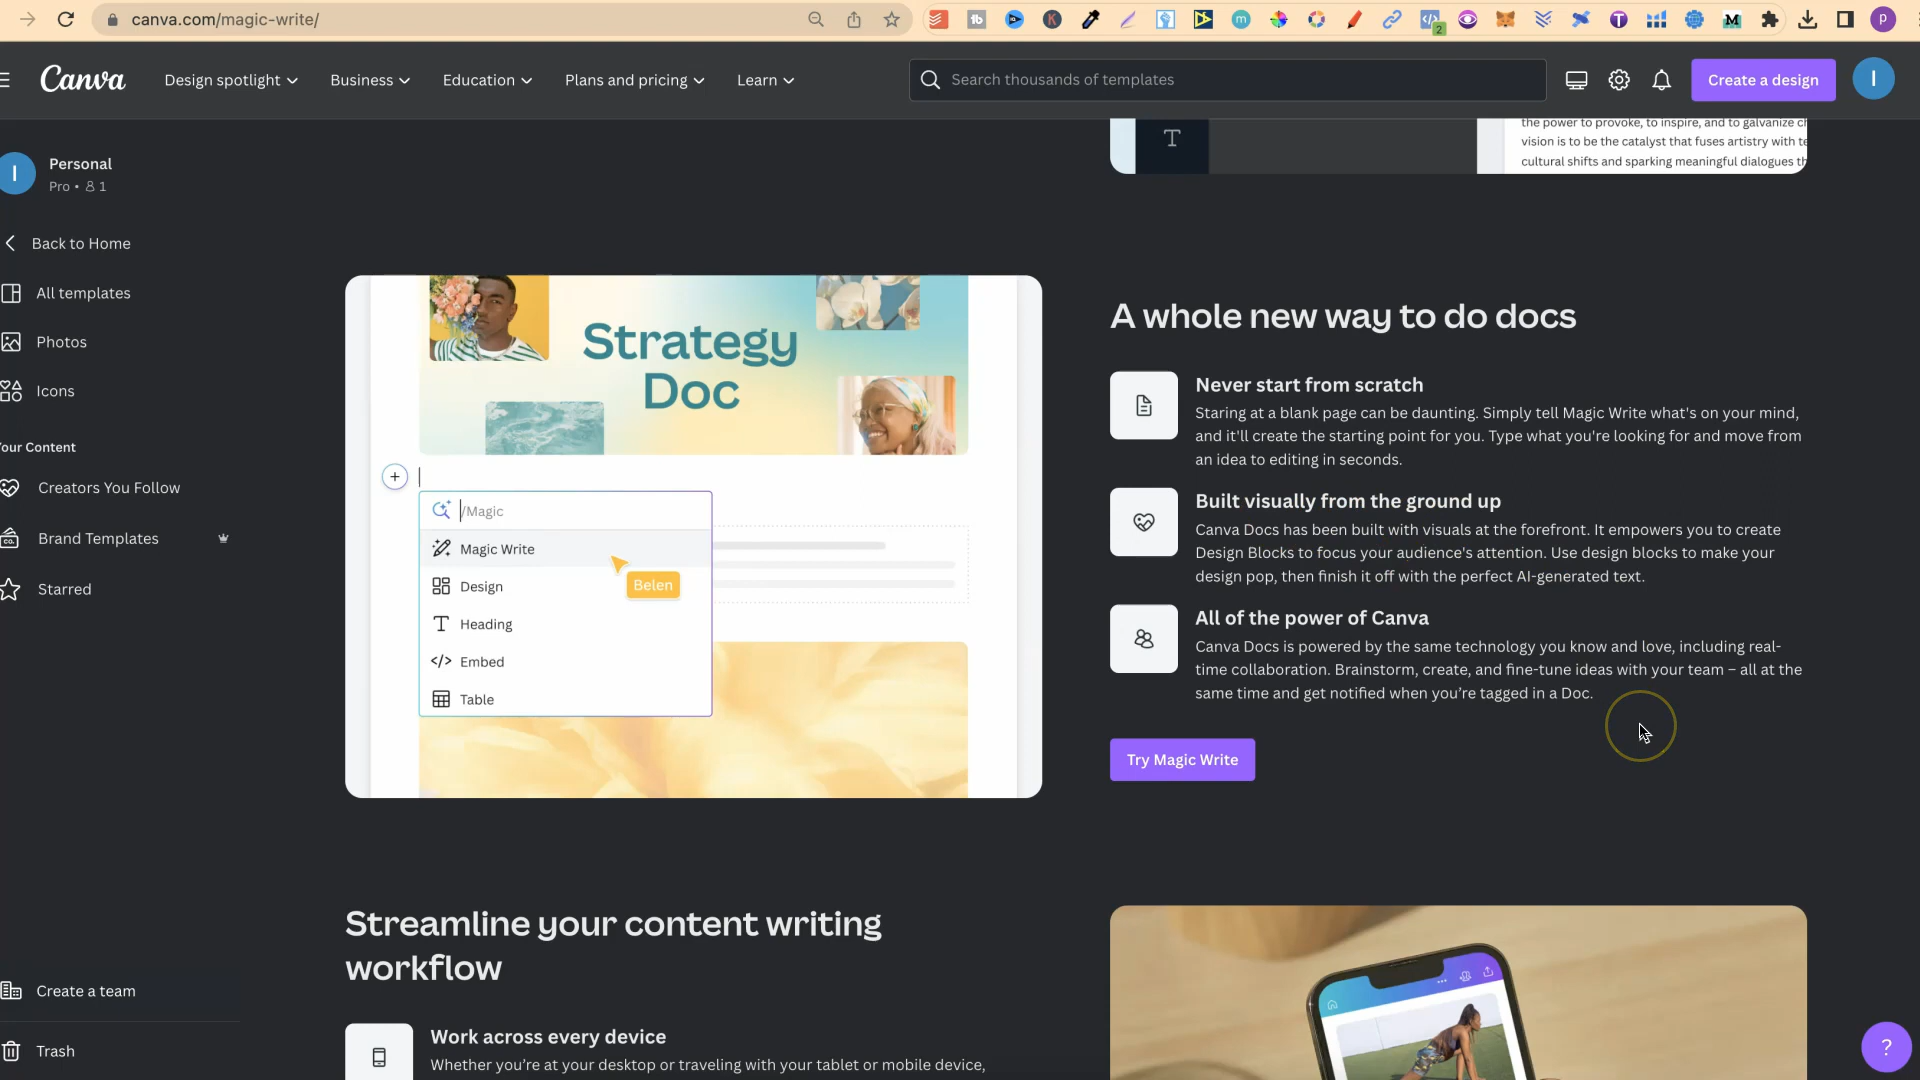 canva.com/magic-write/
2
p
Canva
Design spotlight
Business
Education
Plans and pricing
Learn
Search thousands of templates
Create a design
I
I
Personal
Pro • 1
Back to Home
All templates
Photos
Icons
our Content
Creators You Follow
Brand Templates
Starred
Create a team
Trash
the power to provoke, to inspire, and to galvanize
vision is to be the catalyst that fuses artistry with
cultural shifts and sparking meaningful dialogues
Strategy
Doc
/Magic
Magic Write
Belen
Design
Heading
Embed
Table
A whole new way to do docs
Never start from scratch
Staring at a blank page can be daunting. Simply tell Magic Write what's on your mind,
and it'll create the starting point for you. Type what you're looking for and move from
an idea to editing in seconds.
Built visually from the ground up
Canva Docs has been built with visuals at the forefront. It empowers you to create
Design Blocks to focus your audience's attention. Use design blocks to make your
design pop, then finish it off with the perfect AI-generated text.
All of the power of Canva
Canva Docs is powered by the same technology you know and love, including real-
time collaboration. Brainstorm, create, and fine-tune ideas with your team – all at the
same time and get notified when you’re tagged in a Doc.
Try Magic Write
Streamline your content writing
workflow
Work across every device
Whether you’re at your desktop or traveling with your tablet or mobile device,
?